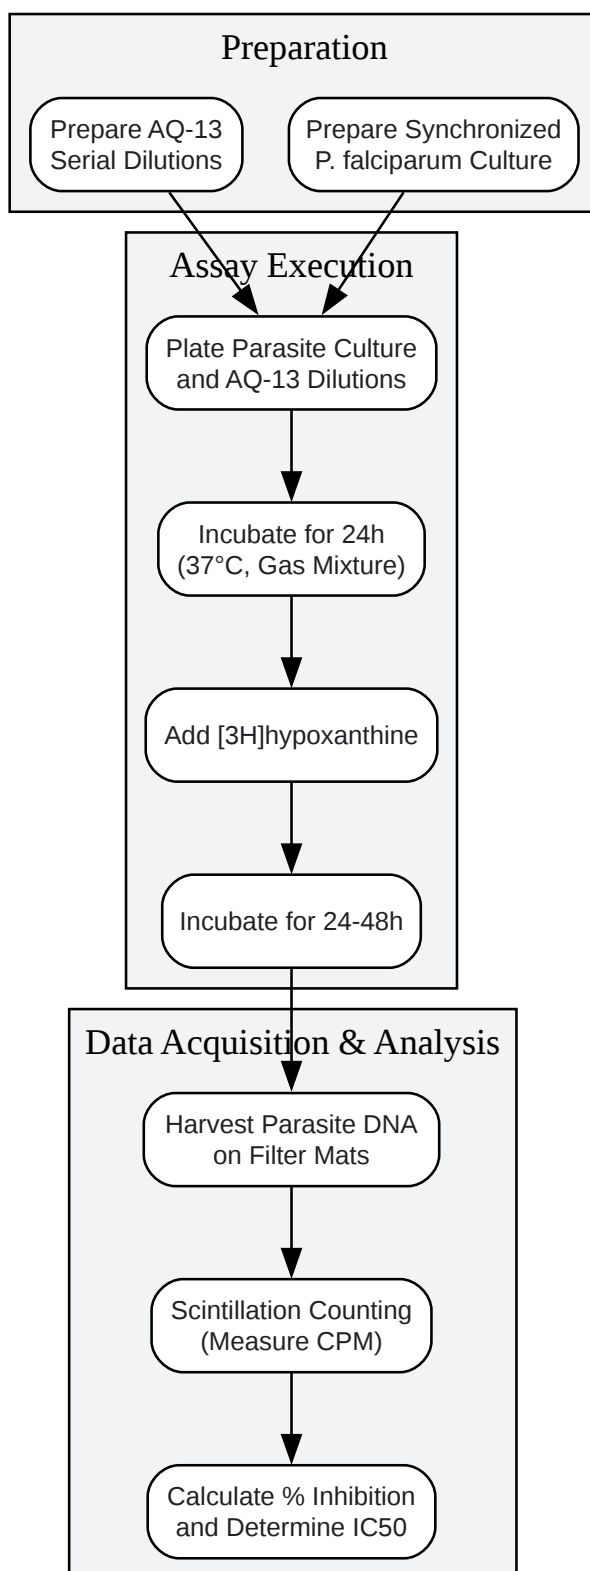 Preparation
Prepare AQ-13
Serial Dilutions
Prepare Synchronized
P. falciparum Culture
Assay Execution
Plate Parasite Culture
and AQ-13 Dilutions
Incubate for 24h
(37°C, Gas Mixture)
Add [3H]hypoxanthine
Incubate for 24-48h
Data Acquisition & Analysis
Harvest Parasite DNA
on Filter Mats
Scintillation Counting
(Measure CPM)
Calculate % Inhibition
and Determine IC50